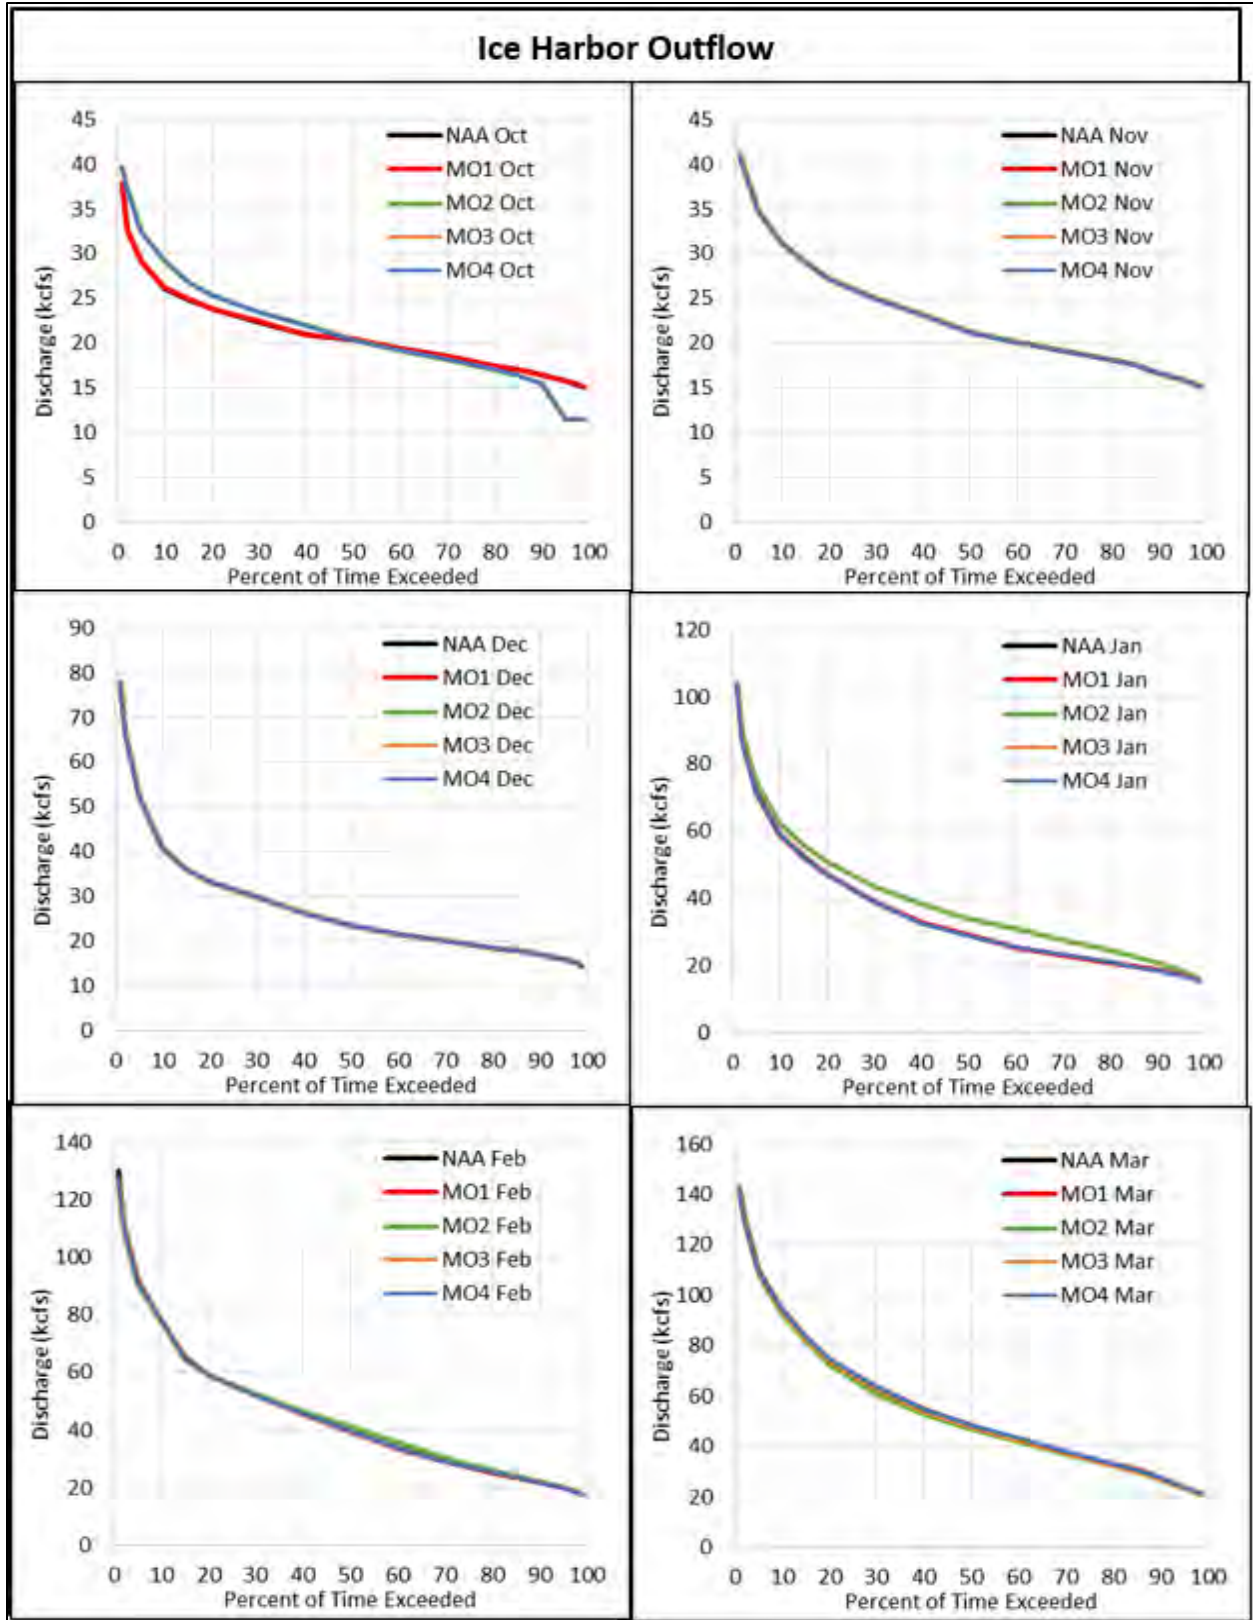 Ice Harbor Outflow
45
40
35
30
25
20
15
10
5
0
Discharge (kcfs)
NAA Oct
MO1 Oct
MO2 Oct
MO3 Oct
MO4 Oct
0 10 20 30 40 50 60 70 80 90 100
Percent of Time Exceeded
45
40
35
30
25
20
15
10
5
0
Discharge (kcfs)
NAA Nov
MO1 Nov
MO2 Nov
MO3 Nov
MO4 Nov
0 10 20 30 40 50 60 70 80 90 100
Percent of Time Exceeded
90
80
70
60
50
40
30
20
10
0
Discharge (kcfs)
NAA Dec
MO1 Dec
MO2 Dec
MO3 Dec
MO4 Dec
0 10 20 30 40 50 60 70 80 90 100
Percent of Time Exceeded
120
100
80
60
40
20
0
Discharge (kcfs)
NAA Jan
MO1 Jan
MO2 Jan
MO3 Jan
MO4 Jan
0 10 20 30 40 50 60 70 80 90 100
Percent of Time Exceeded
140
120
100
80
60
40
20
0
Discharge (kcfs)
NAA Feb
MO1 Feb
MO2 Feb
MO3 Feb
MO4 Feb
0 10 20 30 40 50 60 70 80 90 100
Percent of Time Exceeded
160
140
120
100
80
60
40
20
0
Discharge (kcfs)
NAA Mar
MO1 Mar
MO2 Mar
MO3 Mar
MO4 Mar
0 10 20 30 40 50 60 70 80 90 100
Percent of Time Exceeded